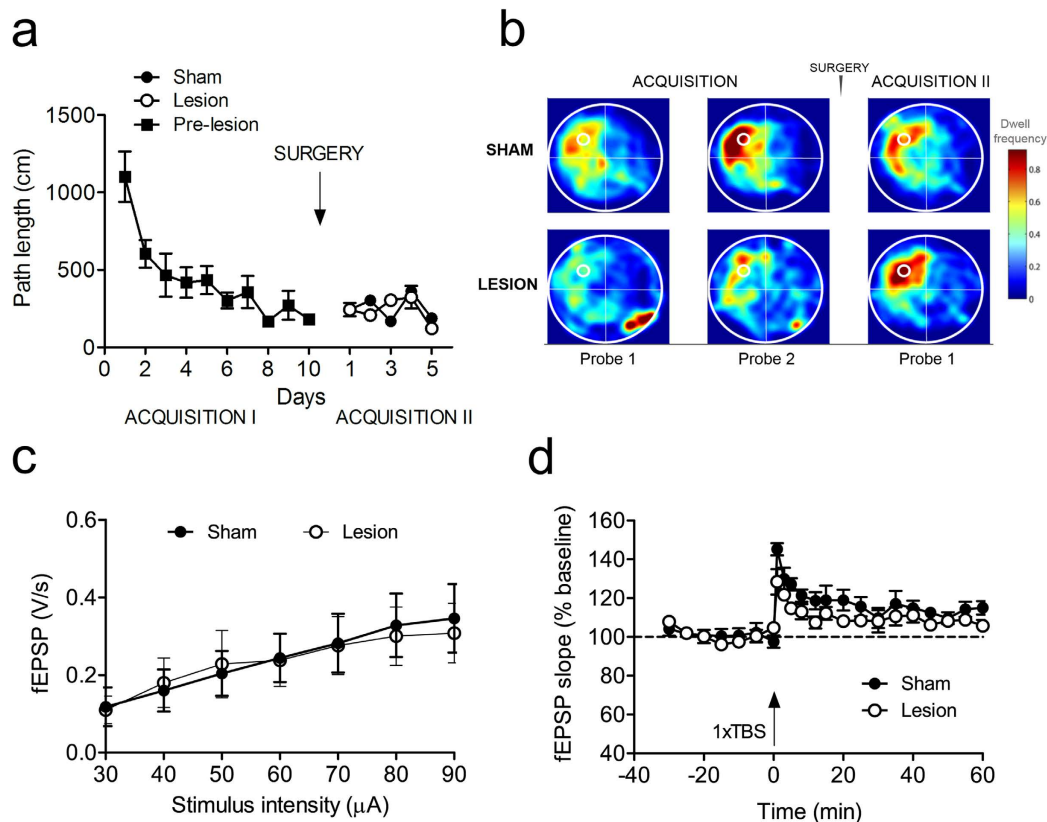 a
Sham
Lesion
Pre-lesion
1500
1000
500
0
Path length (cm)
SURGERY
0 2 4 6 8 10 1 3 5
Days
ACQUISITION I ACQUISITION II
b
SURGERY
ACQUISITION ACQUISITION II
SHAM
LESION
Dwell
frequency
0.8
0.6
0.4
0.2
0
Probe 1 Probe 2 Probe 1
c
Sham Lesion
0.6
0.4
0.2
0.0
fEPSP (V/s)
30 40 50 60 70 80 90
Stimulus intensity (μA)
d
160
140
120
100
80
60
40
fEPSP slope (% baseline)
Sham
Lesion
1xTBS
-40 -20 0 20 40 60
Time (min)